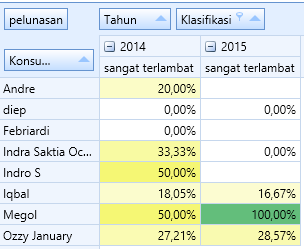 pelunasan Tahun Klasifikasi
2014 2015
Konsu... sangat terlambat sangat terlambat
Andre 20,00%
diep 0,00% 0,00%
Febriardi 0,00%
Indra Saktia Oc... 33,33% 0,00%
Indro S 50,00%
Iqbal 18,05% 16,67%
Megol 50,00% 100,00%
Ozzy January 27,21% 28,57%